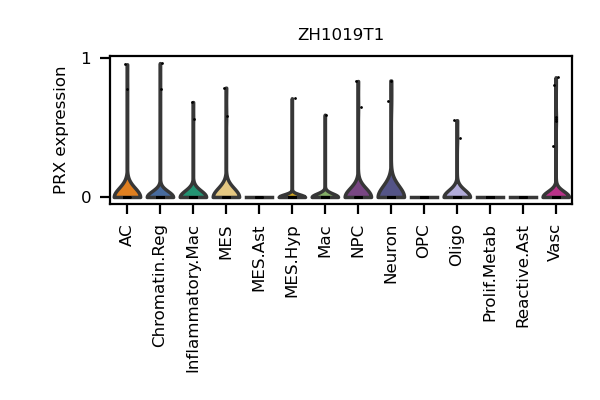 ZH1019T1
PRX expression
1
0
AC
Chromatin.Reg
Inflammatory.Mac
MES
MES.Ast
MES.Hyp
Mac
NPC
Neuron
OPC
Oligo
Prolif.Metab
Reactive.Ast
Vasc